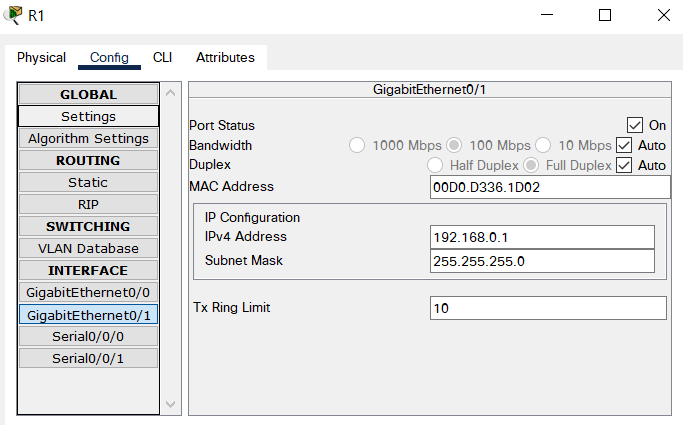 R1
Physical Config CLI Attributes
GLOBAL
Settings
Algorithm Settings
ROUTING
Static
RIP
SWITCHING
VLAN Database
INTERFACE
GigabitEthernet0/0
GigabitEthernet0/1
Serial0/0/0
Serial0/0/1
GigabitEthernet0/1
Port Status On
Bandwidth 1000 Mbps 100 Mbps 10 Mbps Auto
Duplex Half Duplex Full Duplex Auto
MAC Address 00D0.D336.1D02
IP Configuration
IPv4 Address 192.168.0.1
Subnet Mask 255.255.255.0
Tx Ring Limit 10